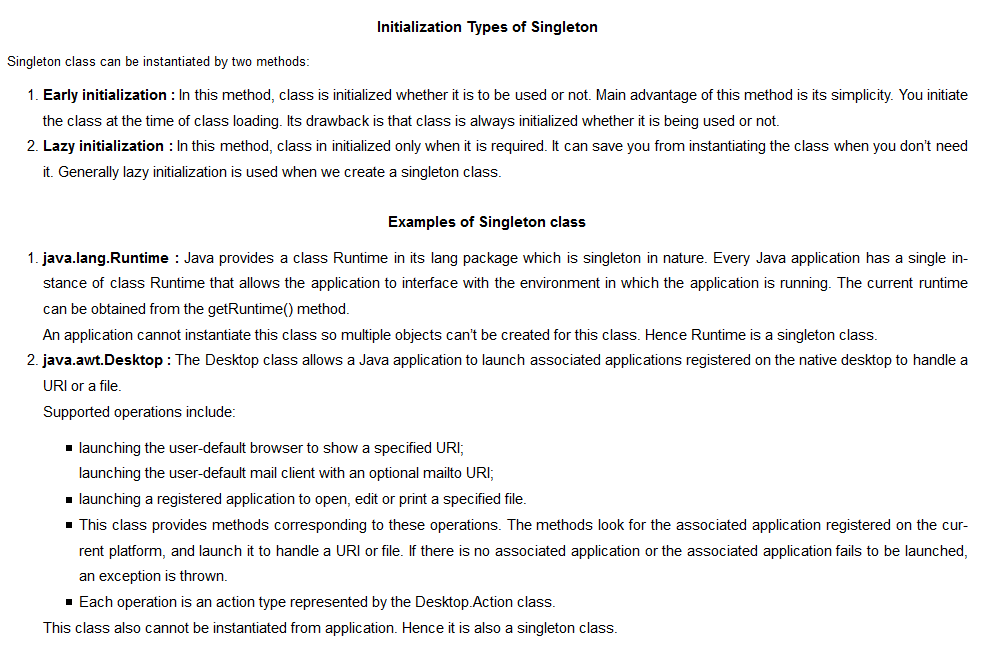 Initialization Types of Singleton
Singleton class can be instantiated by two methods:
1. Early initialization : In this method, class is initialized whether it is to be used or not. Main advantage of this method is its simplicity. You initiate
the class at the time of class loading. Its drawback is that class is always initialized whether it is being used or not.
2. Lazy initialization : In this method, class in initialized only when it is required. It can save you from instantiating the class when you don’t need
it. Generally lazy initialization is used when we create a singleton class.
Examples of Singleton class
1. java.lang.Runtime : Java provides a class Runtime in its lang package which is singleton in nature. Every Java application has a single in-
stance of class Runtime that allows the application to interface with the environment in which the application is running. The current runtime
can be obtained from the getRuntime() method.
An application cannot instantiate this class so multiple objects can’t be created for this class. Hence Runtime is a singleton class.
2. java.awt.Desktop : The Desktop class allows a Java application to launch associated applications registered on the native desktop to handle a
URI or a file.
Supported operations include:
▪ launching the user-default browser to show a specified URI;
launching the user-default mail client with an optional mailto URI;
▪ launching a registered application to open, edit or print a specified file.
▪ This class provides methods corresponding to these operations. The methods look for the associated application registered on the cur-
rent platform, and launch it to handle a URI or file. If there is no associated application or the associated application fails to be launched,
an exception is thrown.
▪ Each operation is an action type represented by the Desktop.Action class.
This class also cannot be instantiated from application. Hence it is also a singleton class.